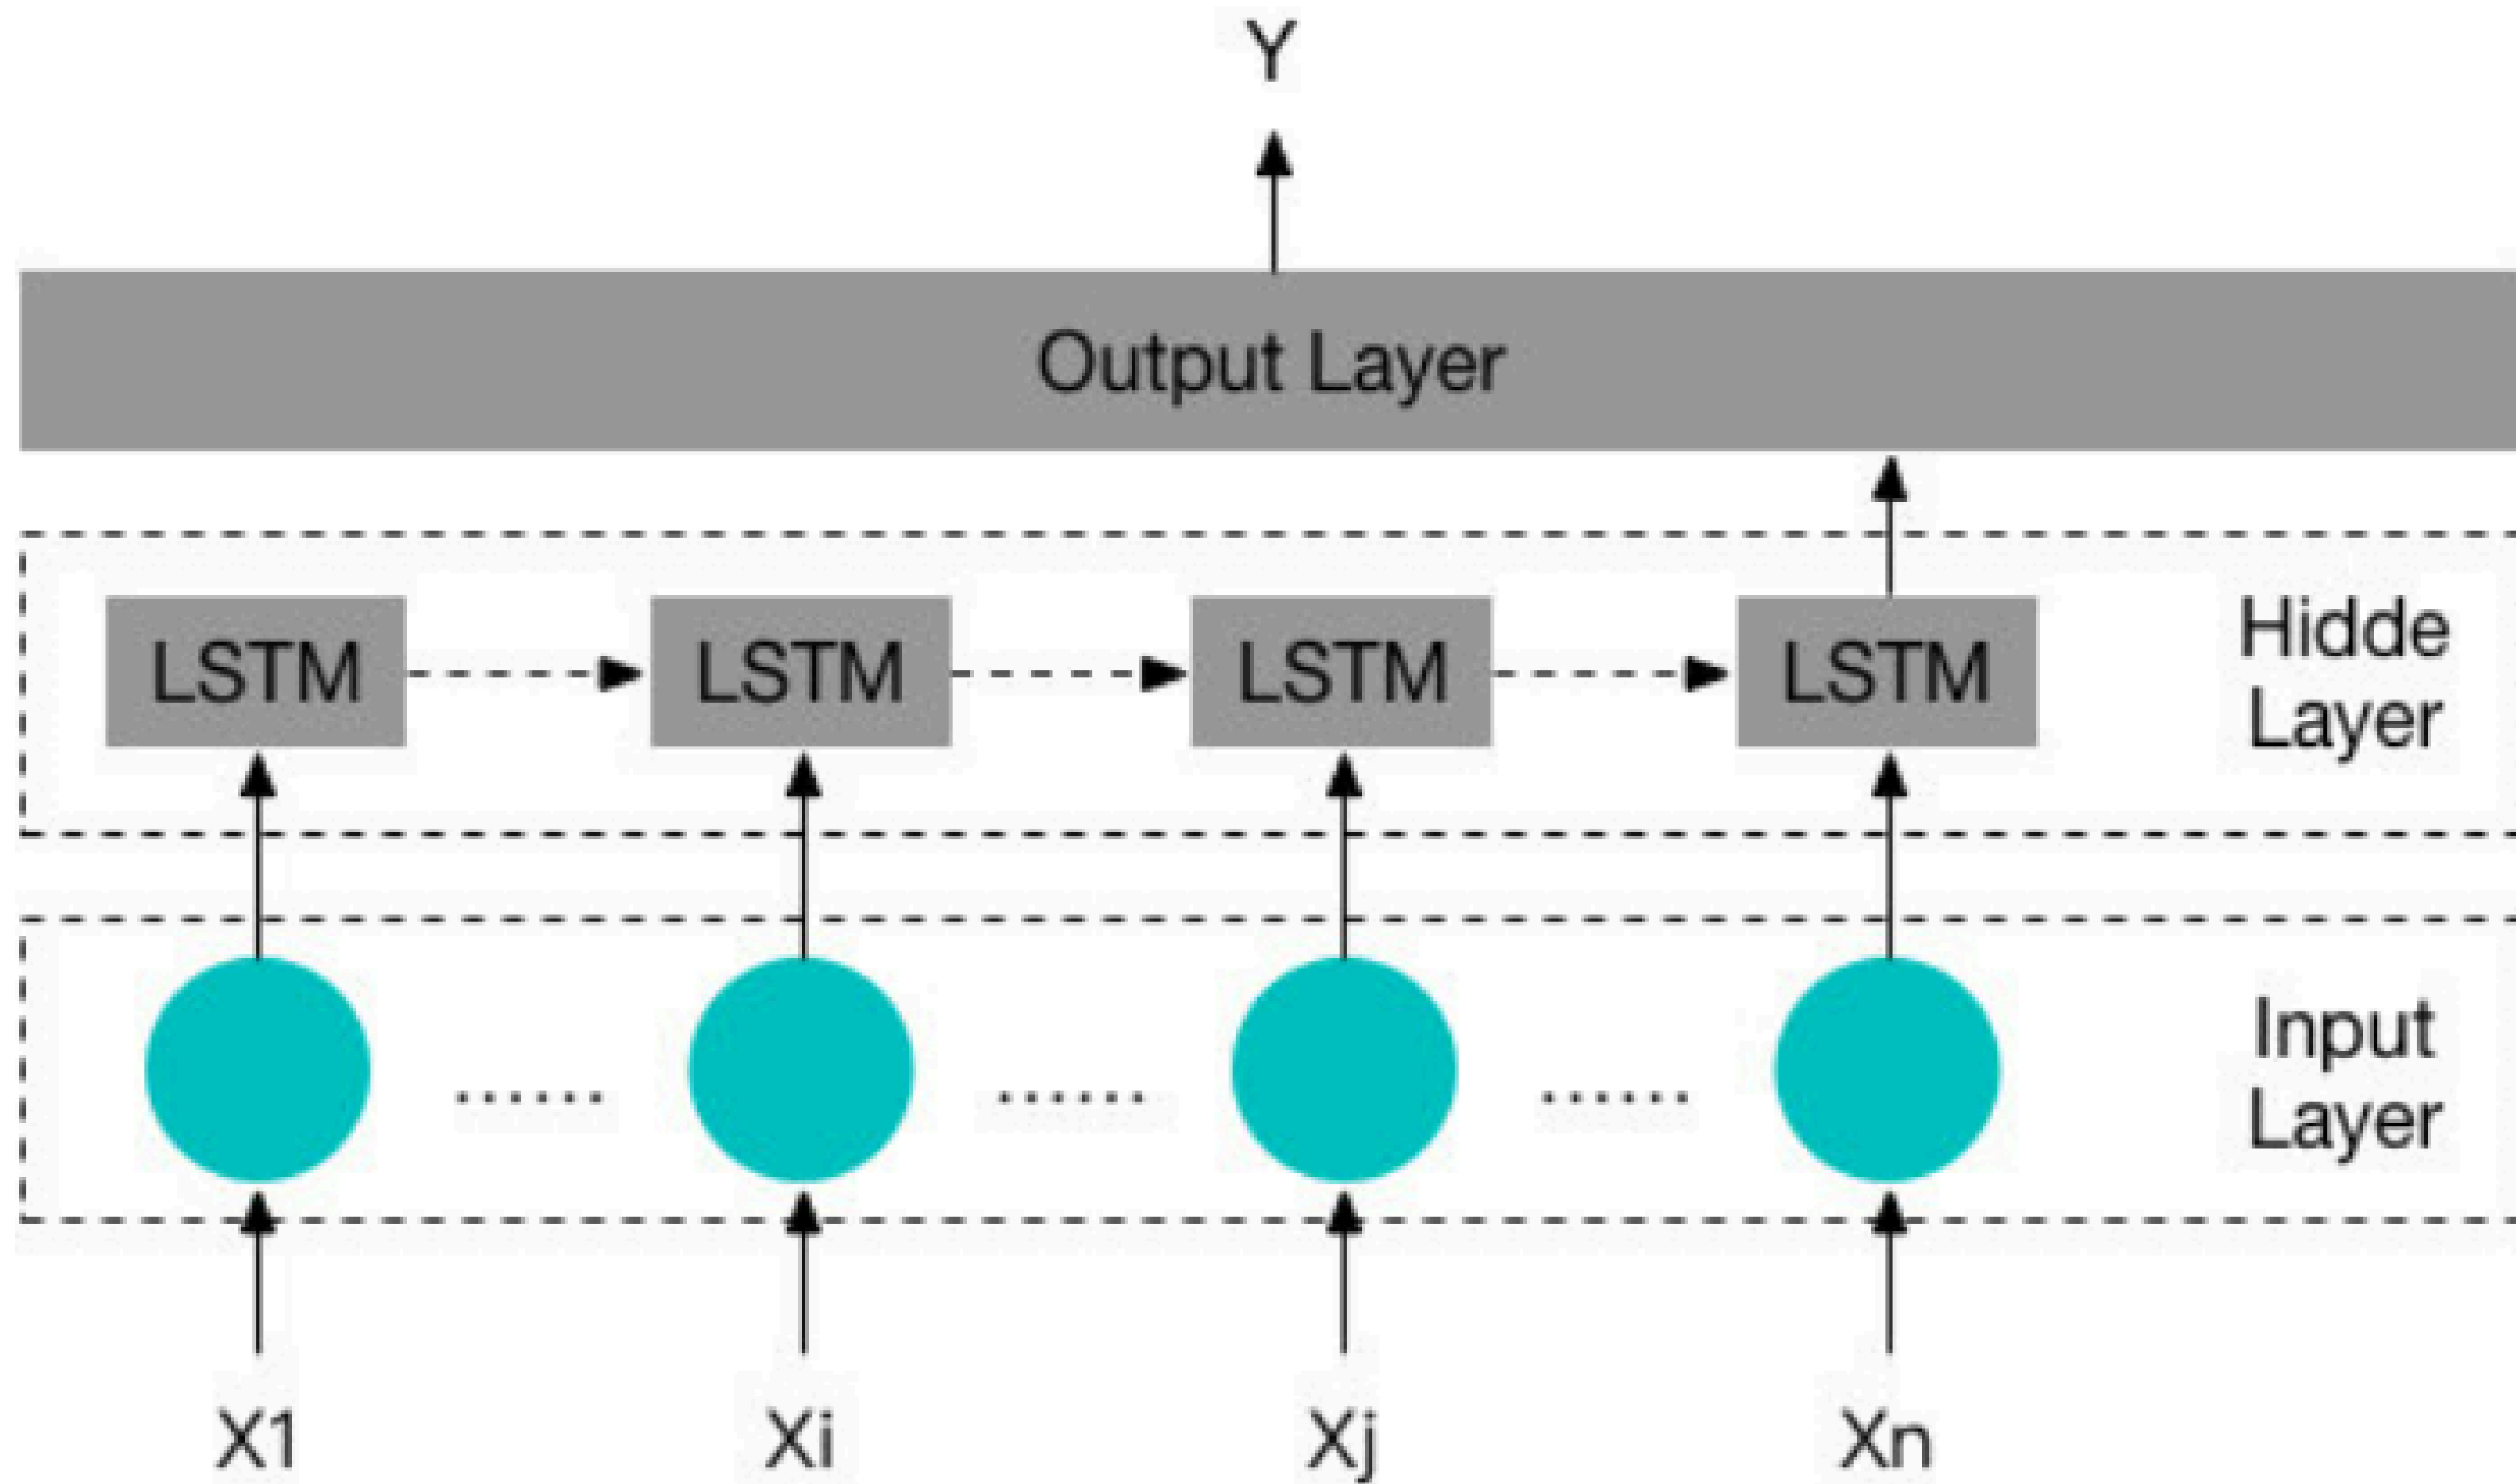 Y
Output Layer
LSTM LSTM LSTM LSTM
Hidde
Layer
Input
Layer
X1 Xi Xj Xn